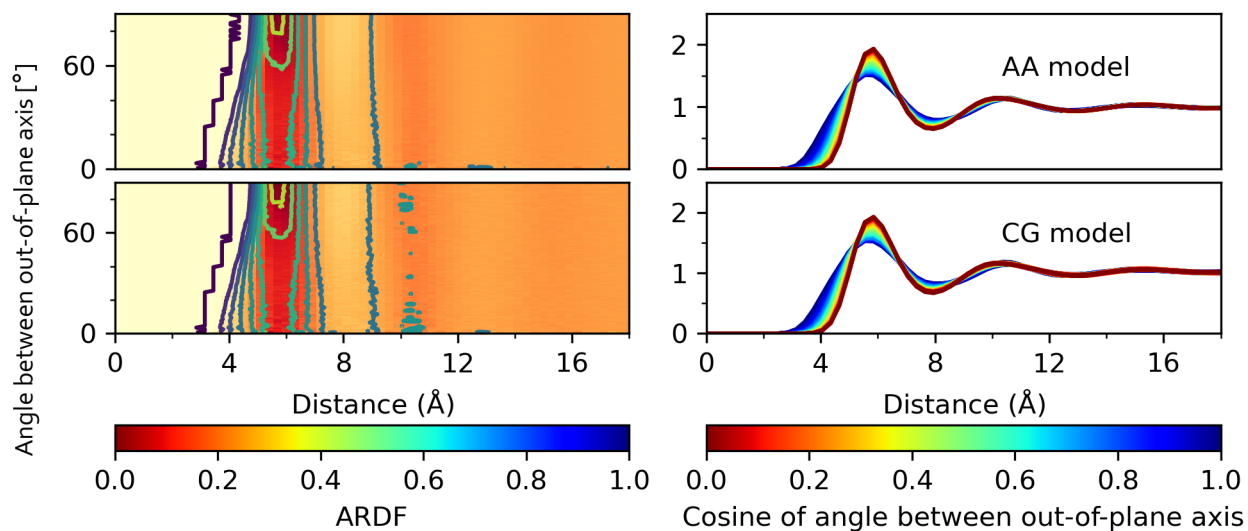 Angle between out-of-plane axis [°]
60
0
60
0
0 4 8 12 16
Distance (Å)
0.0 0.2 0.4 0.6 0.8 1.0
ARDF
2
1
0
AA model
2
1
0
CG model
0 4 8 12 16
Distance (Å)
0.0 0.2 0.4 0.6 0.8 1.0
Cosine of angle between out-of-plane axis